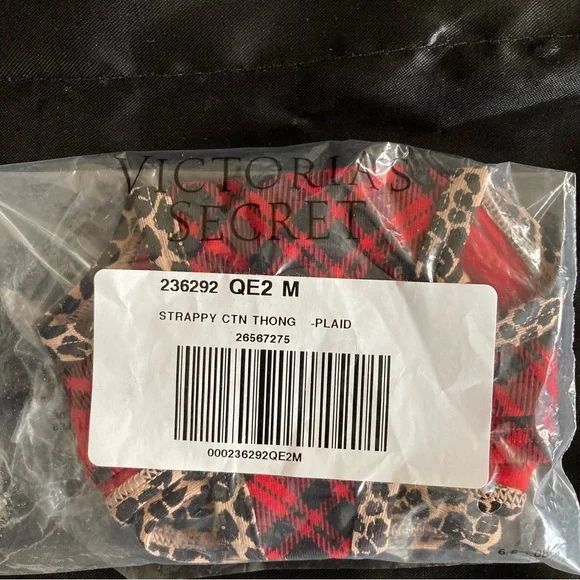 VICTORIA'S
SECRET
236292 QE2 M
STRAPPY CTN THONG -PLAID
26567275
000236292QE2M